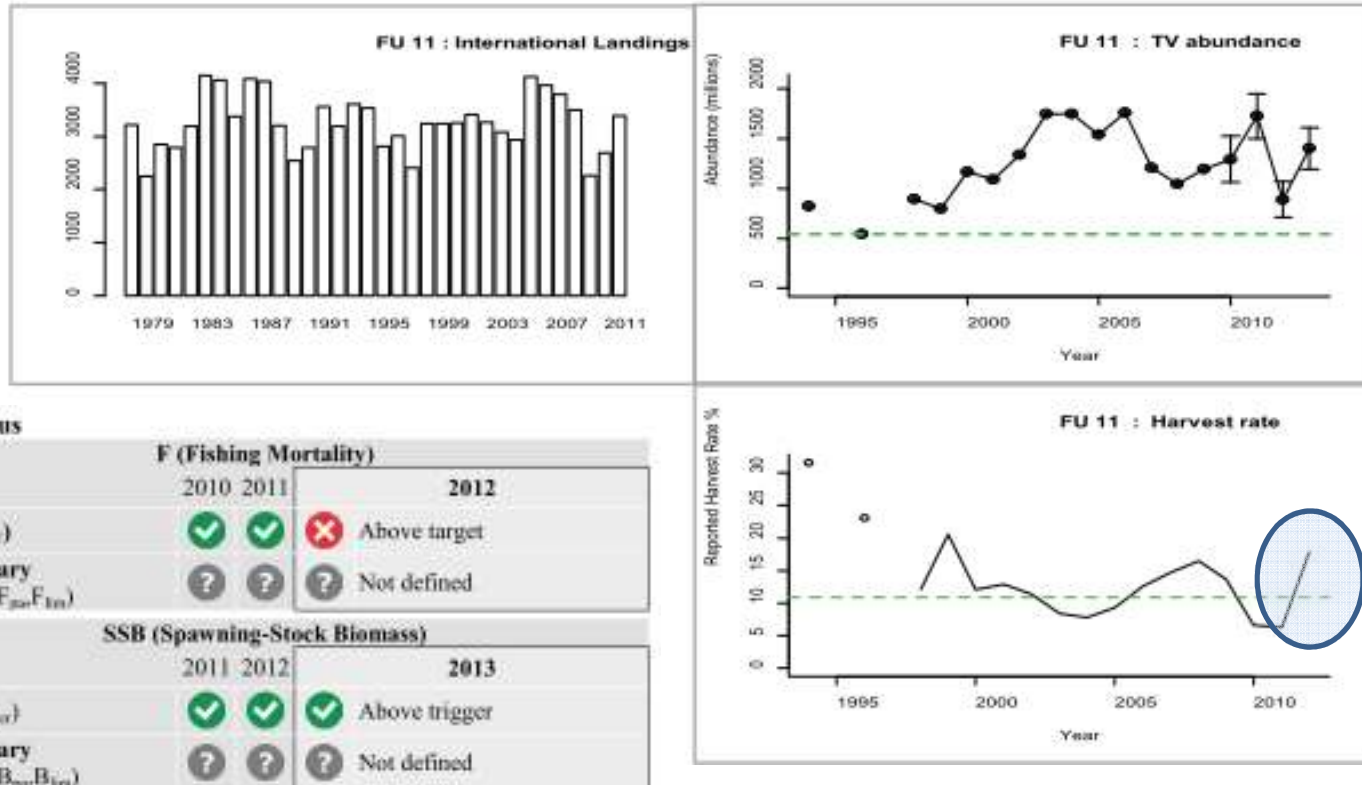 FU 11 : International Landings
4000
3000
2000
1000
0
1979 1983 1987 1991 1995 1999 2003 2007 2011
FU 11 : TV abundance
Abundance (millions)
2000
1500
1000
500
0
1995 2000 2005 2010
Year
us
F (Fishing Mortality)
2010 2011 2012
Above target
ary
Not defined
SSB (Spawning-Stock Biomass)
2011 2012 2013
Above trigger
ary
Not defined
FU 11 : Harvest rate
Reported Harvest Rate %
30
25
20
15
10
5
0
1995 2000 2005 2010
Year